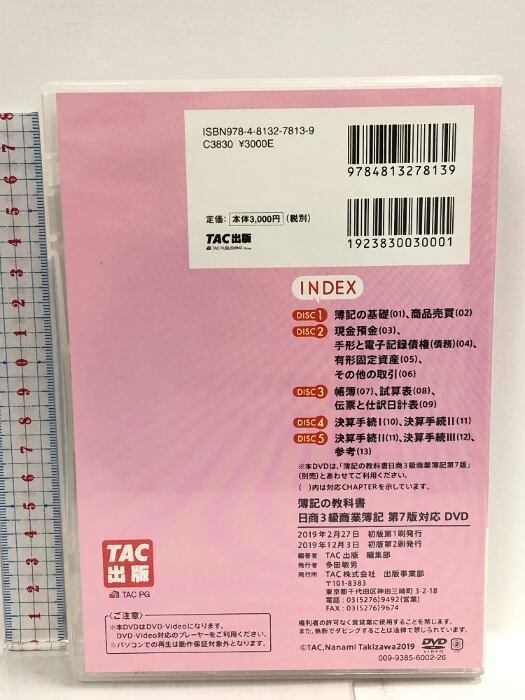 ISBN978-4-8132-7813-9
C3830 ¥3000E
9784813278139
定価：本体3,000円（税別）
TAC出版
TAC PUBLISHING Group
1923830030001
INDEX
DISC1 簿記の基礎(01)、商品売買(02)
DISC2 現金預金(03)、
手形と電子記録債権(債務)(04)、
有形固定資産(05)、
その他の取引(06)
DISC3 帳簿(07)、試算表(08)、
伝票と仕訳日計表(09)
DISC4 決算手続Ⅰ(10)、決算手続Ⅱ(11)
DISC5 決算手続Ⅱ(11)、決算手続Ⅲ(12)、
参考(13)
※本DVDは、「簿記の教科書日商3級商業簿記第7版」
(別売)とあわせてご利用ください。
( )内は対応CHAPTERを示しています。
簿記の教科書
日商3級商業簿記 第7版対応 DVD
2019年2月27日 初版第1刷発行
2019年12月3日 初版第2刷発行
編著者 TAC出版 編集部
発行者 多田敏男
発行所 TAC株式会社 出版事業部
〒101-8383
東京都千代田区神田三崎町3-2-18
電話：03(5276)9492(営業)
FAX：03(5276)9674
権利者の許可なく賃貸業に使用することを禁じます。
また、無断でダビングすることは法律で禁じられています。
©TAC,Nanami Takizawa2019
DVD VIDEO
009-9385-6002-26
TAC
出版
TAC PG
〈ご注意〉
※本DVDはDVD-Videoになります。
DVD-Video対応のプレーヤーをご利用ください。
※パソコンでの再生は動作保証対象外となります。